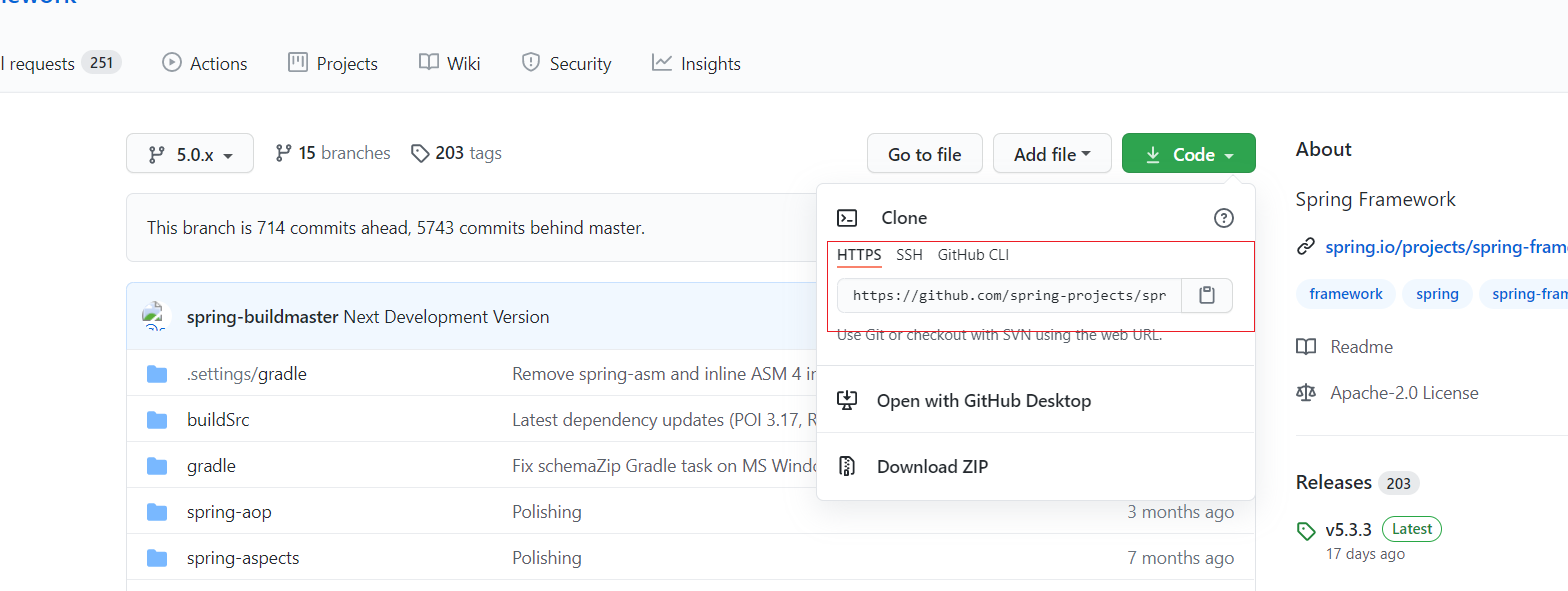 l requests 251 Actions Projects Wiki Security Insights
5.0.x 15 branches 203 tags Go to file Add file Code
This branch is 714 commits ahead, 5743 commits behind master.
spring-buildmaster Next Development Version
.settings/gradle Remove spring-asm and inline ASM 4 in
buildSrc Latest dependency updates (POI 3.17, R
gradle Fix schemaZip Gradle task on MS Windo
spring-aop Polishing 3 months ago
spring-aspects Polishing 7 months ago
Clone
HTTPS SSH GitHub CLI
https://github.com/spring-projects/spr
Use Git or checkout with SVN using the web URL.
Open with GitHub Desktop
Download ZIP
About
Spring Framework
spring.io/projects/spring-fram
framework spring spring-fram
Readme
Apache-2.0 License
Releases 203
v5.3.3 Latest
17 days ago